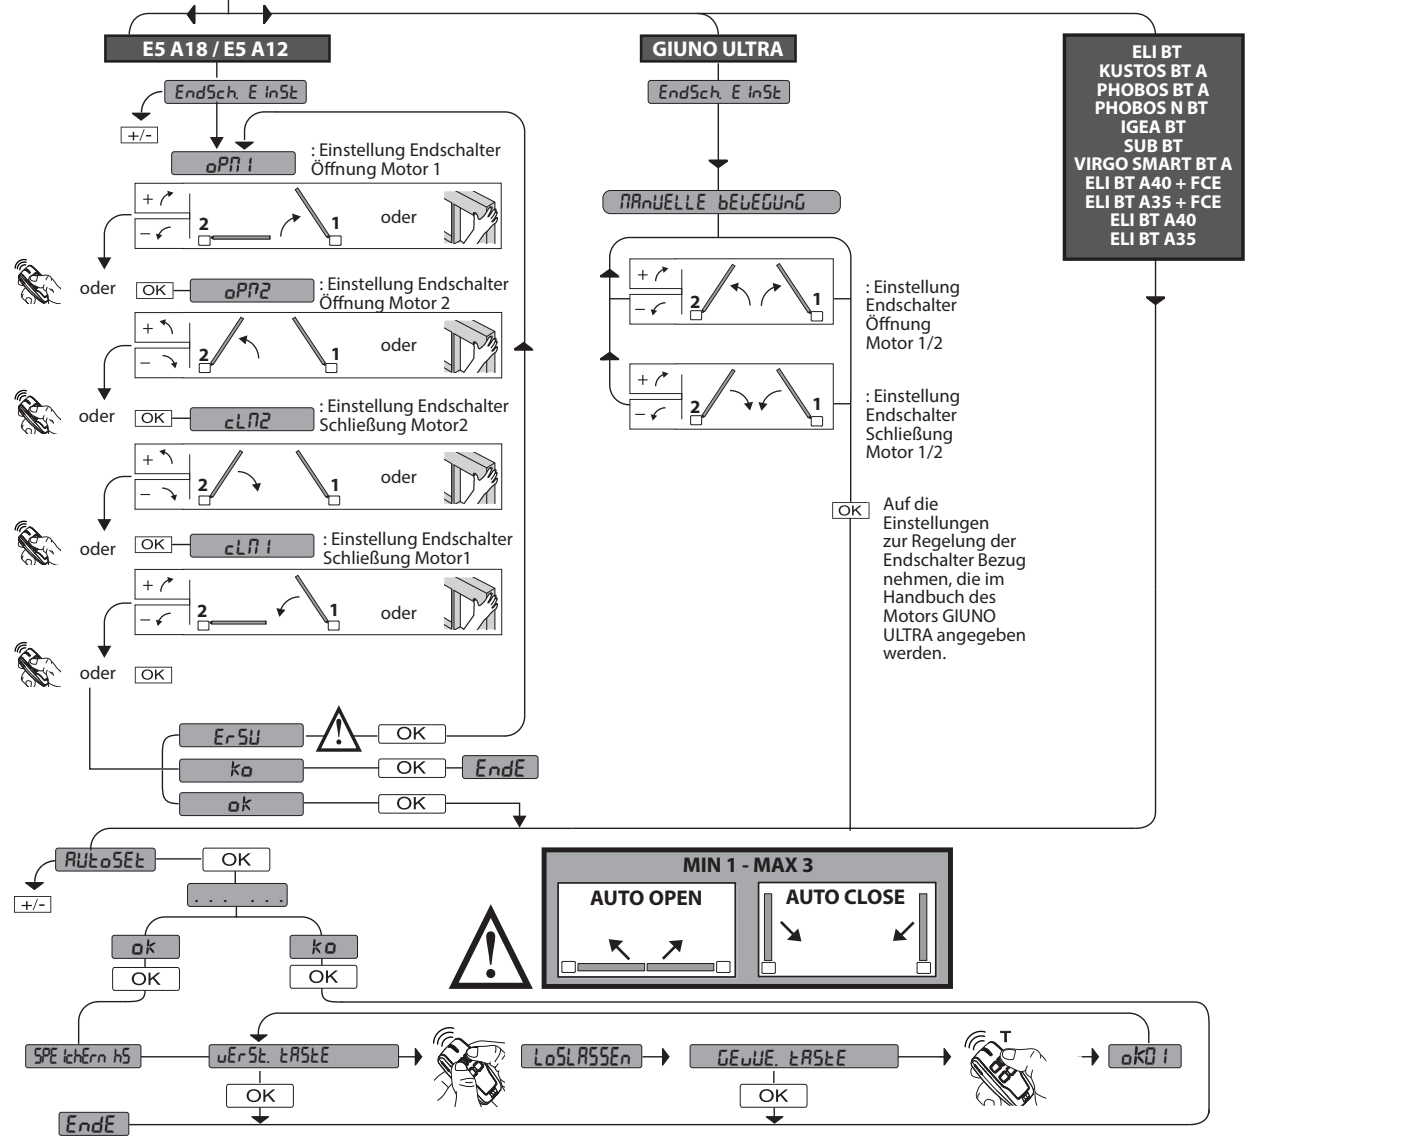 E5 A18 / E5 A12
EndSch. EInSt
+/-
oPM1
: Einstellung Endschalter
Öffnung Motor 1
+
−
2
1
oder
oder
OK
oPM2
: Einstellung Endschalter
Öffnung Motor 2
+
−
2
1
oder
oder
OK
cLM2
: Einstellung Endschalter
Schließung Motor2
+
−
2
1
oder
oder
OK
cLM1
: Einstellung Endschalter
Schließung Motor1
+
−
2
1
oder
oder
OK
ErSU
!
OK
Ko
OK
EndE
oK
OK
GIUNO ULTRA
EndSch. EInSt
MAnUELLE bELEGUnG
+
−
2
1
: Einstellung
Endschalter
Öffnung
Motor 1/2
+
−
2
1
: Einstellung
Endschalter
Schließung
Motor 1/2
OK
Auf die
Einstellungen
zur Regelung der
Endschalter Bezug
nehmen, die im
Handbuch des
Motors GIUNO
ULTRA angegeben
werden.
ELI BT
KUSTOS BT A
PHOBOS BT A
PHOBOS N BT
IGEA BT
SUB BT
VIRGO SMART BT A
ELI BT A40 + FCE
ELI BT A35 + FCE
ELI BT A40
ELI BT A35
AUtoSEt
OK
+/-
. . .  . . .
oK
Ko
OK
OK
!
MIN 1 - MAX 3
AUTO OPEN
AUTO CLOSE
SPEIchErn hS
vErSt. tAStE
LoSLASSEn
GEwUE. tAStE
T
oK01
OK
OK
EndE